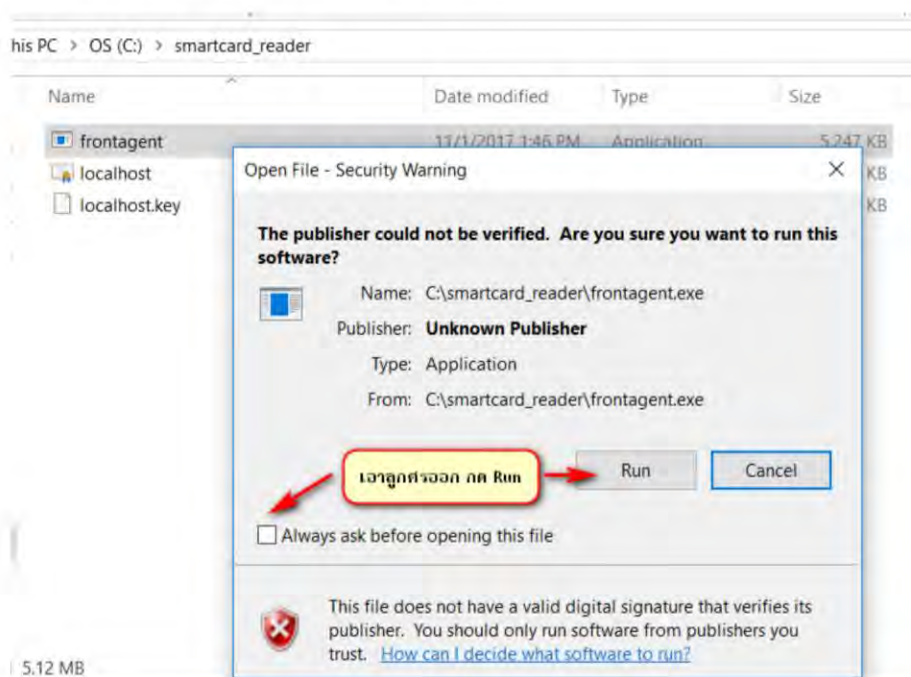 his PC > OS (C:) > smartcard_reader
Name Date modified Type Size
frontagent 11/1/2017 1:46 PM Application 5,247 KB
localhost KB
localhost.key KB
Open File - Security Warning
The publisher could not be verified. Are you sure you want to run this
software?
Name: C:\smartcard_reader\frontagent.exe
Publisher: Unknown Publisher
Type: Application
From: C:\smartcard_reader\frontagent.exe
เอาลูกศรออก กด Run
Run Cancel
Always ask before opening this file
This file does not have a valid digital signature that verifies its
publisher. You should only run software from publishers you
trust. How can I decide what software to run?
5.12 MB